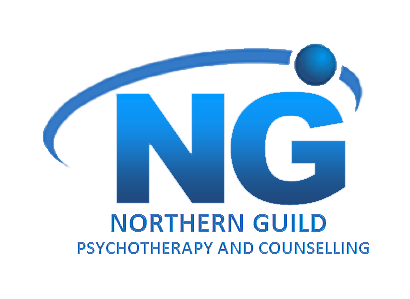 NG
NORTHERN GUILD
PSYCHOTHERAPY AND COUNSELLING